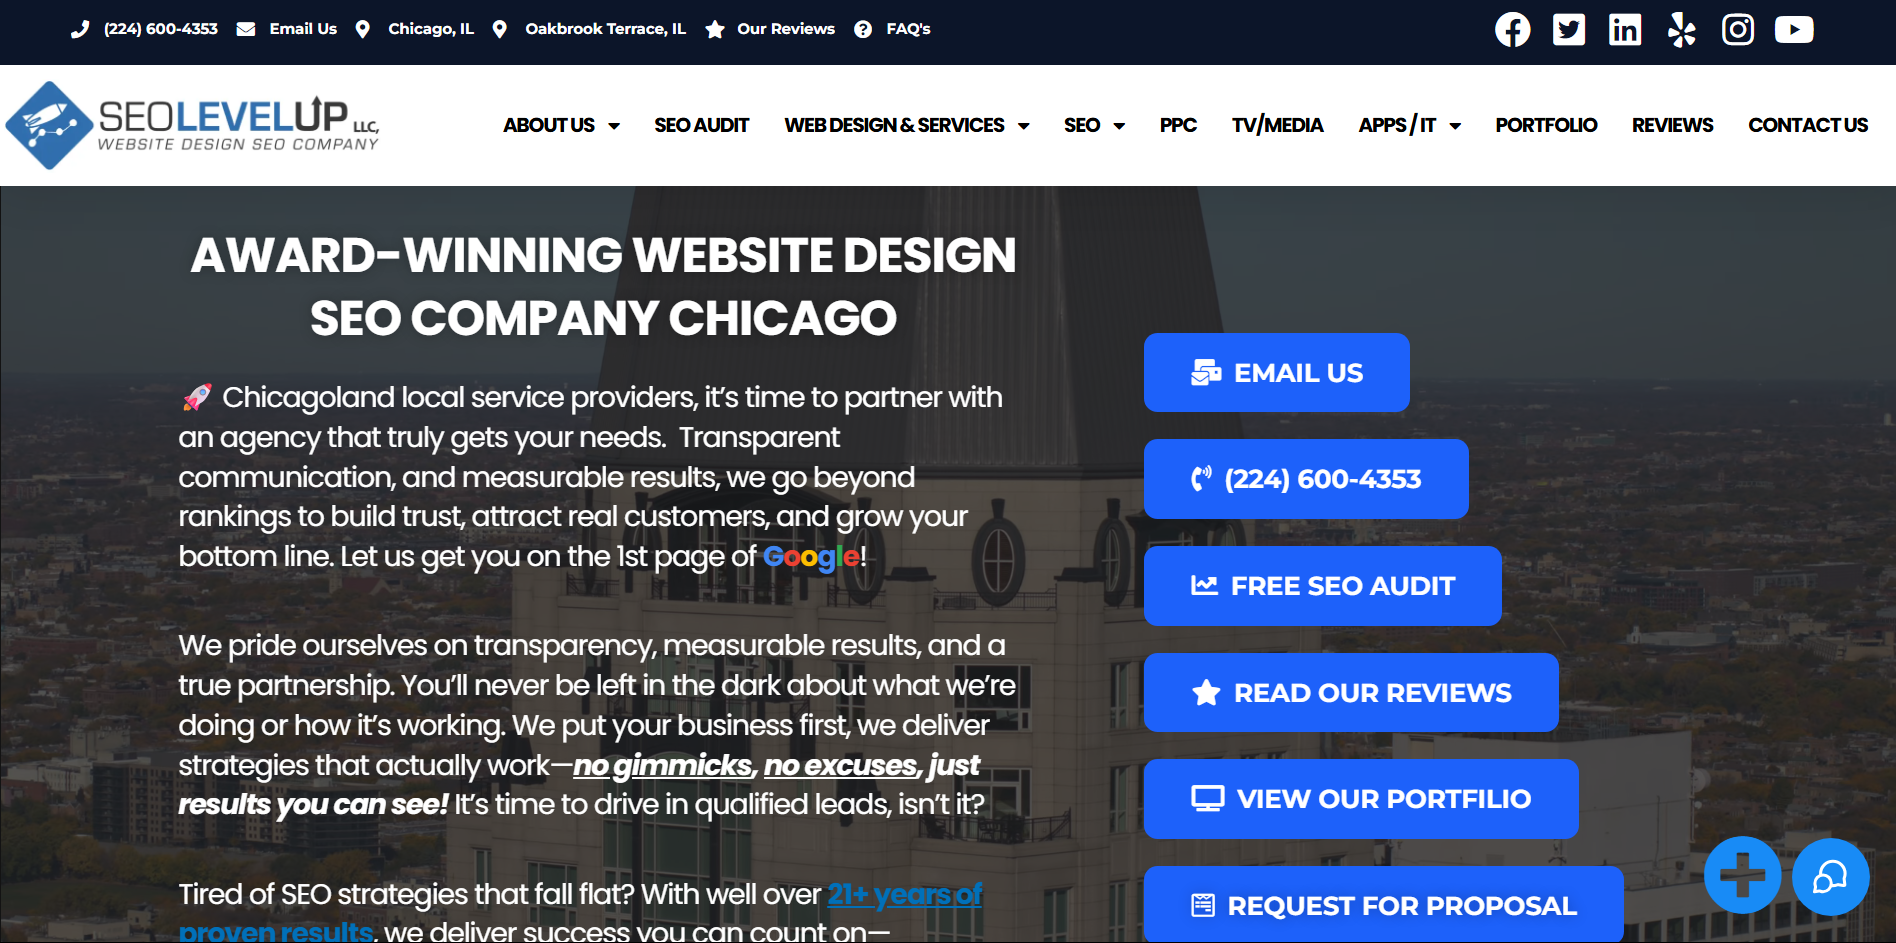 (224) 600-4353 Email Us Chicago, IL Oakbrook Terrace, IL Our Reviews FAQ's
SEOLEVELUP LLC,
WEBSITE DESIGN SEO COMPANY
ABOUT US SEO AUDIT WEB DESIGN & SERVICES SEO PPC TV/MEDIA APPS / IT PORTFOLIO REVIEWS CONTACT US
AWARD-WINNING WEBSITE DESIGN
SEO COMPANY CHICAGO
🚀 Chicagoland local service providers, it’s time to partner with
an agency that truly gets your needs. Transparent
communication, and measurable results, we go beyond
rankings to build trust, attract real customers, and grow your
bottom line. Let us get you on the 1st page of Google!
We pride ourselves on transparency, measurable results, and a
true partnership. You’ll never be left in the dark about what we’re
doing or how it’s working. We put your business first, we deliver
strategies that actually work—no gimmicks, no excuses, just
results you can see! It’s time to drive in qualified leads, isn’t it?
Tired of SEO strategies that fall flat? With well over 21+ years of
proven results, we deliver success you can count on—
EMAIL US
(224) 600-4353
FREE SEO AUDIT
READ OUR REVIEWS
VIEW OUR PORTFILIO
REQUEST FOR PROPOSAL